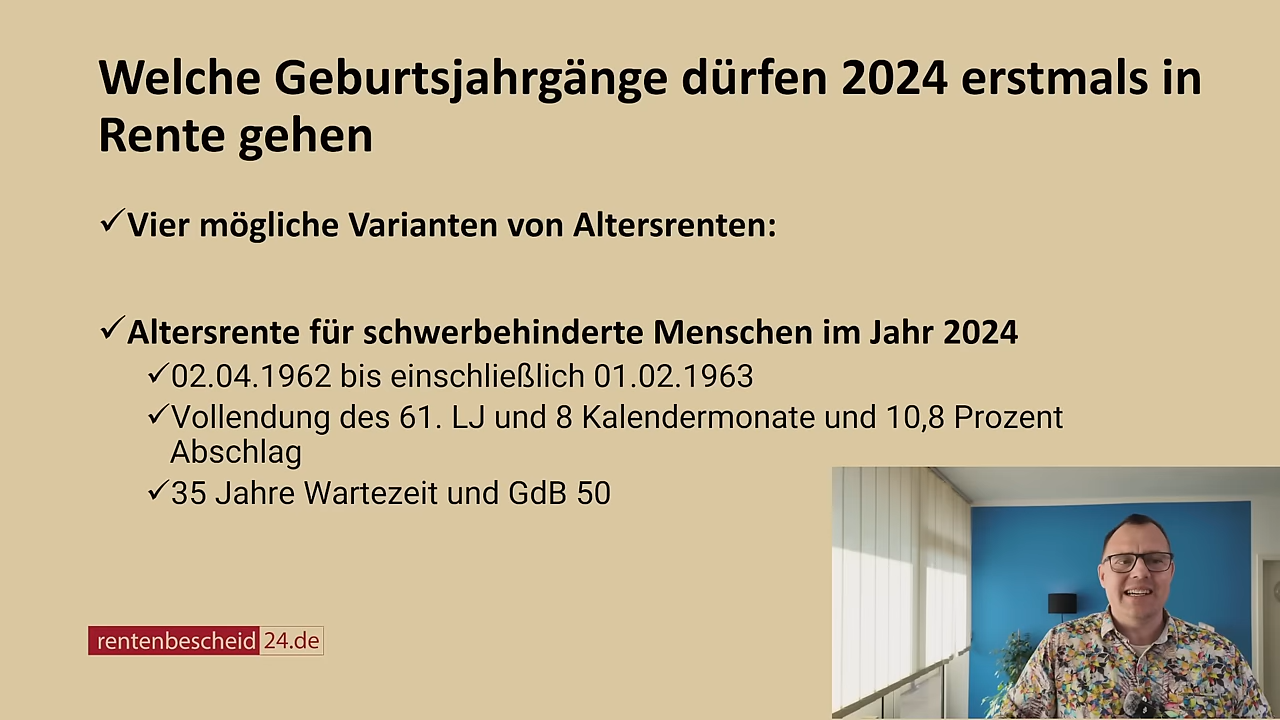 Welche Geburtsjahrgänge dürfen 2024 erstmals in
Rente gehen
✓Vier mögliche Varianten von Altersrenten:
✓Altersrente für schwerbehinderte Menschen im Jahr 2024
✓02.04.1962 bis einschließlich 01.02.1963
✓Vollendung des 61. LJ und 8 Kalendermonate und 10,8 Prozent
Abschlag
✓35 Jahre Wartezeit und GdB 50
rentenbescheid 24.de